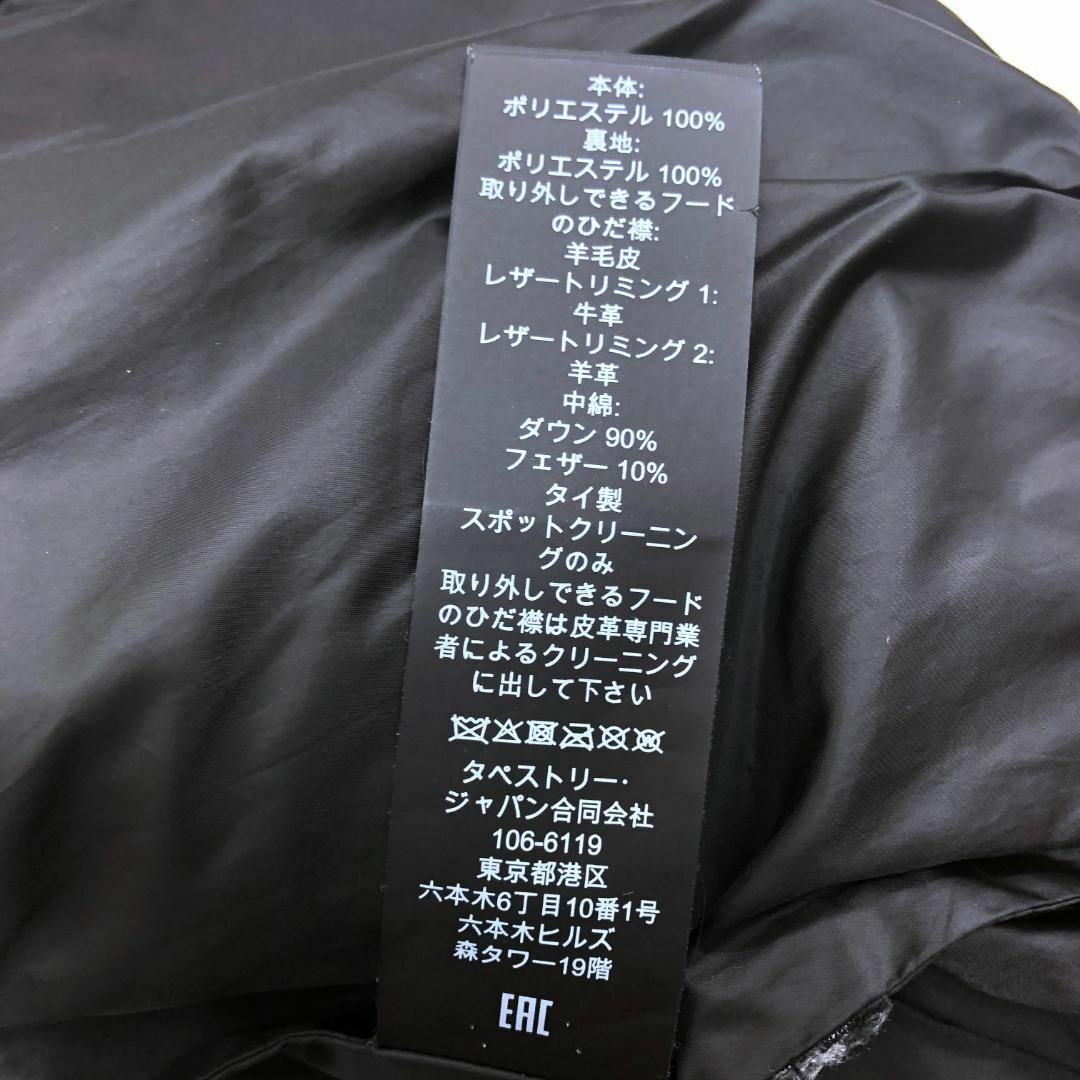 本体:
ポリエステル 100%
裏地:
ポリエステル 100%
取り外しできるフード
のひだ襟:
羊毛皮
レザートリミング 1:
牛革
レザートリミング 2:
羊革
中綿:
ダウン 90%
フェザー 10%
タイ製
スポットクリーニン
グのみ
取り外しできるフード
のひだ襟は皮革専門業
者によるクリーニング
に出して下さい
タペストリー·
ジャパン合同会社
106-6119
東京都港区
六本木6丁目10番1号
六本木ヒルズ
森タワー19階
EAC